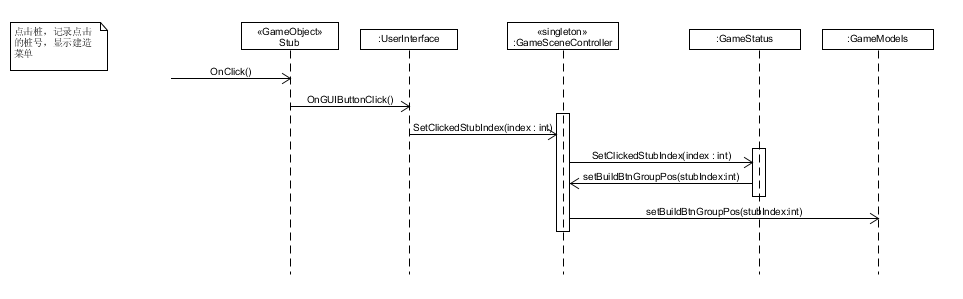 点击桩，记录点击
的桩号，显示建造
菜单
«GameObject»
Stub
:UserInterface
«singleton»
:GameSceneController
:GameStatus
:GameModels
OnClick()
OnGUIButtonClick()
SetClickedStubIndex(index : int)
SetClickedStubIndex(index : int)
setBuildBtnGroupPos(stubIndex:int)
setBuildBtnGroupPos(stubIndex:int)